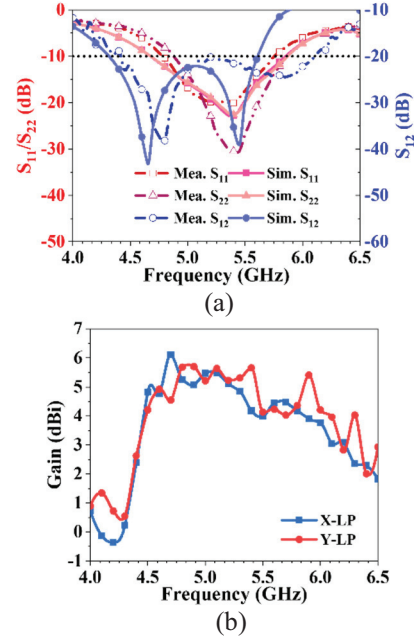 0
-10
-20
-30
-40
-50
S11/S22 (dB)
10
-10
-20
-30
-40
-50
-60
S12 (dB)
Mea. S11
Sim. S11
Mea. S22
Sim. S22
Mea. S12
Sim. S12
4.0 4.5 5.0 5.5 6.0 6.5
Frequency (GHz)
(a)
7
6
5
4
3
2
1
0
-1
Gain (dBi)
X-LP
Y-LP
4.0 4.5 5.0 5.5 6.0 6.5
Frequency (GHz)
(b)